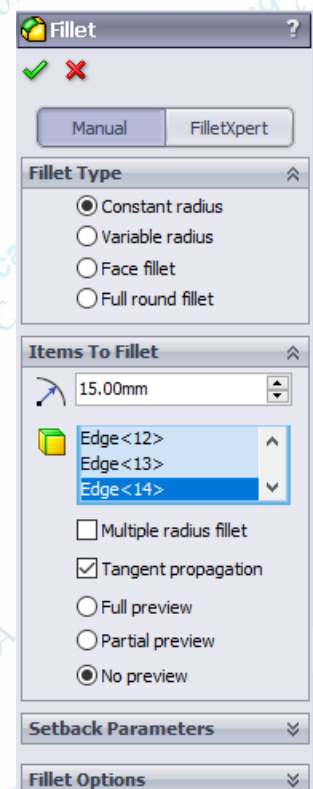 Fillet ?
Manual FilletXpert
Fillet Type
Constant radius
Variable radius
Face fillet
Full round fillet
Items To Fillet
15.00mm
Edge<12>
Edge<13>
Edge<14>
Multiple radius fillet
Tangent propagation
Full preview
Partial preview
No preview
Setback Parameters
Fillet Options